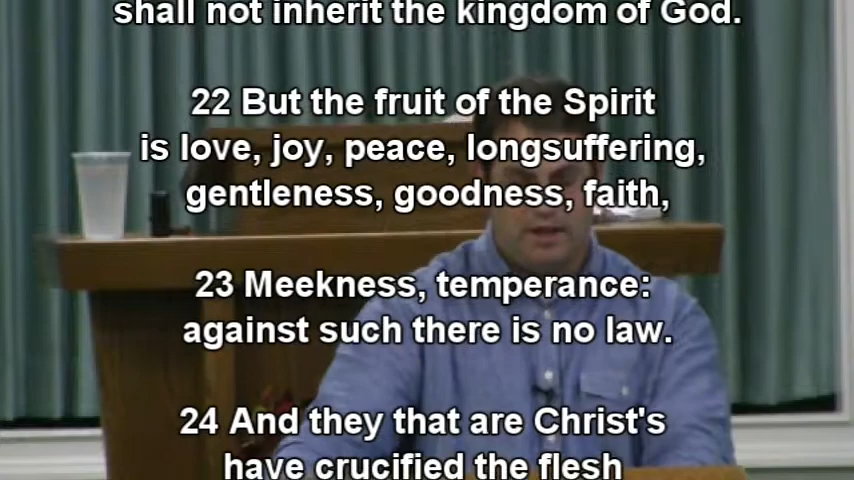 shall not inherit the kingdom of God.
22 But the fruit of the Spirit
is love, joy, peace, longsuffering,
gentleness, goodness, faith,
23 Meekness, temperance:
against such there is no law.
24 And they that are Christ's
have crucified the flesh